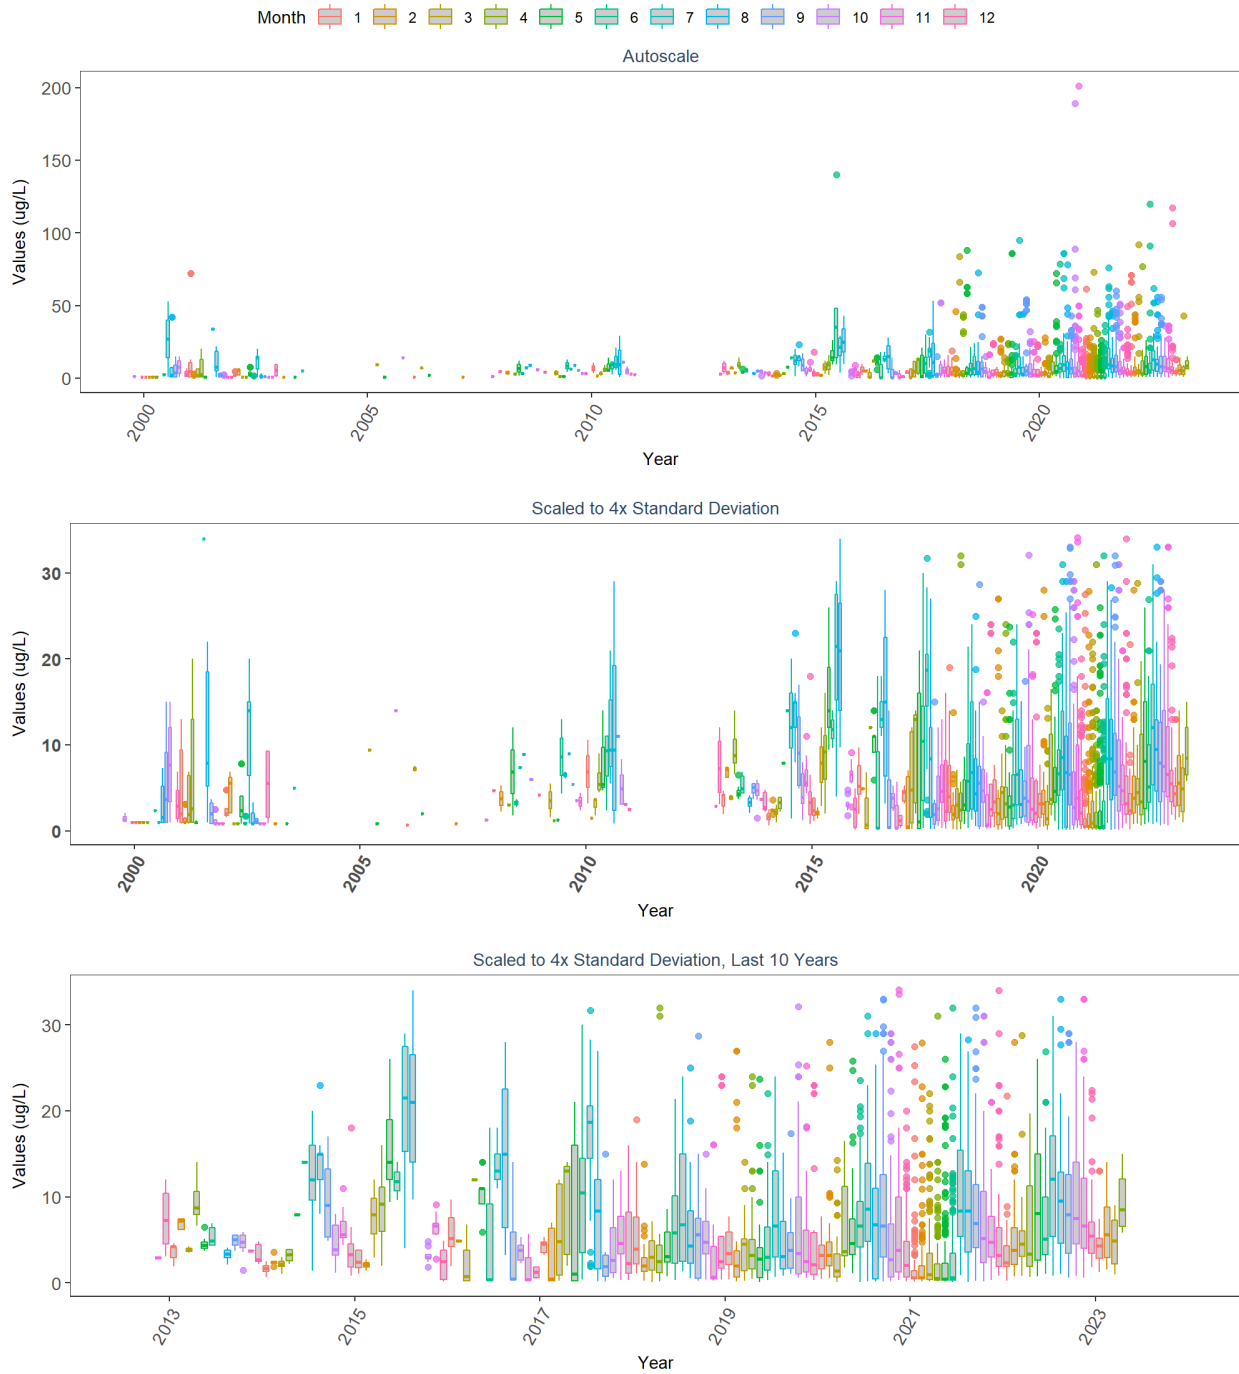 Month 1 2 3 4 5 6 7 8 9 10 11 12
Autoscale
200
150
100
50
0
Values (ug/L)
2000 2005 2010 2015 2020
Year
Scaled to 4x Standard Deviation
30
20
10
0
Values (ug/L)
2000 2005 2010 2015 2020
Year
Scaled to 4x Standard Deviation, Last 10 Years
30
20
10
0
Values (ug/L)
2013 2015 2017 2019 2021 2023
Year